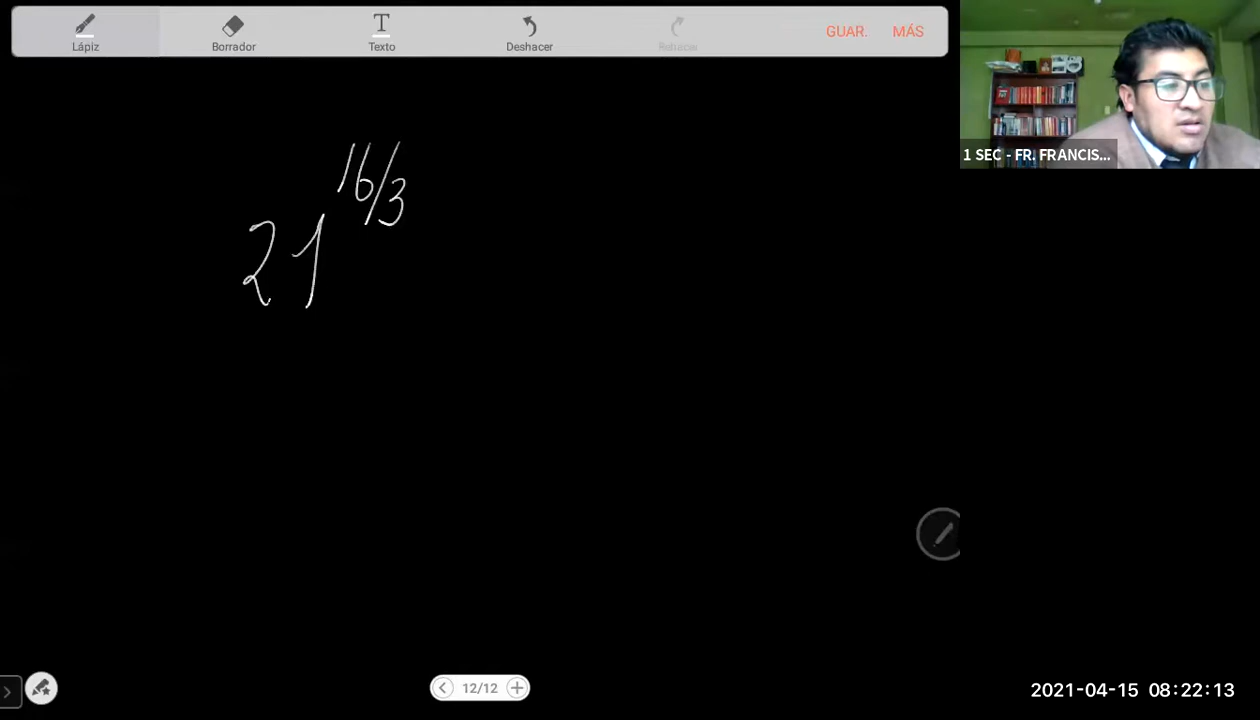 Lápiz Borrador Texto Deshacer Rehacer GUAR. MÁS
1 SEC - FR. FRANCIS...
21^16/3
12/12
2021-04-15 08:22:13